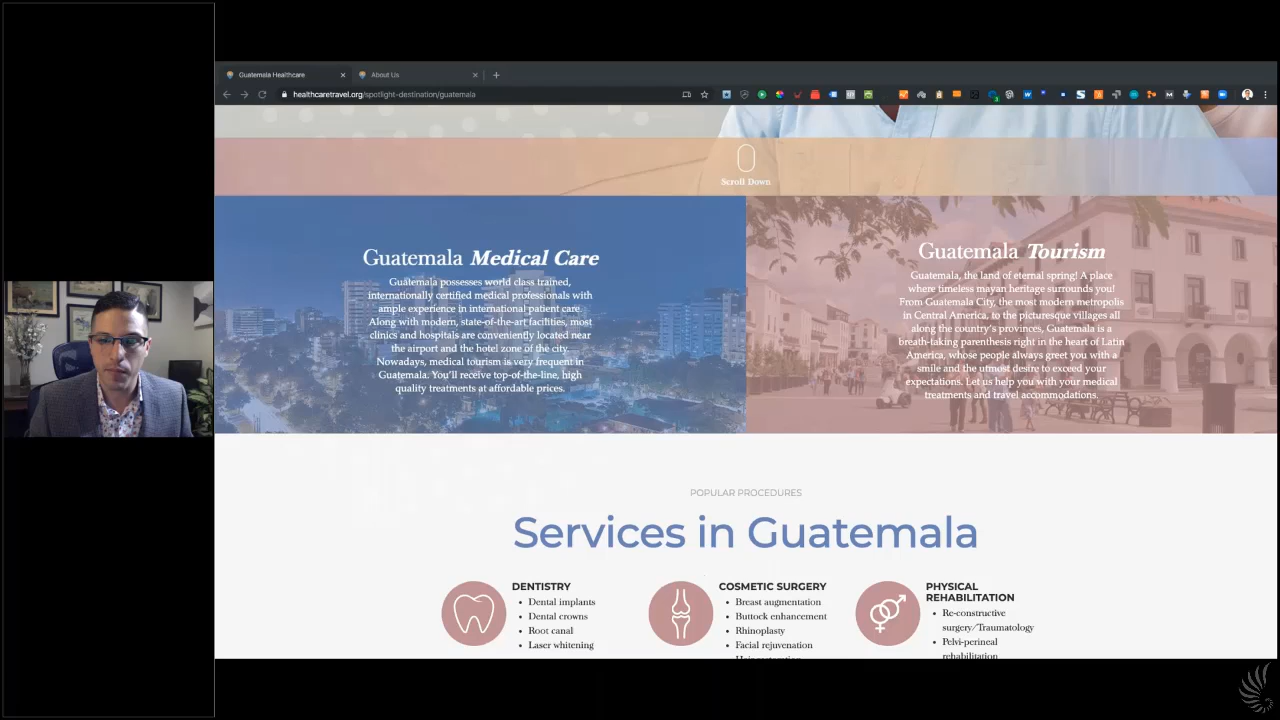 Guatemala Healthcare
About Us
healthcaretravel.org/spotlight-destination/guatemala
Scroll Down
Guatemala Medical Care
Guatemala possesses world class trained,
internationally certified medical professionals with
ample experience in international patient care.
Along with modern, state-of-the-art facilities, most
clinics and hospitals are conveniently located near
the airport and the hotel zone of the city.
Nowadays, medical tourism is very frequent in
Guatemala. You'll receive top-of-the-line, high
quality treatments at affordable prices.
Guatemala Tourism
Guatemala, the land of eternal spring! A place
where timeless mayan heritage surrounds you!
From Guatemala City, the most modern metropolis
in Central America, to the picturesque villages all
along the country's provinces, Guatemala is a
breath-taking parenthesis right in the heart of Latin
America, whose people always greet you with a
smile and the utmost desire to exceed your
expectations. Let us help you with your medical
treatments and travel accommodations.
POPULAR PROCEDURES
Services in Guatemala
DENTISTRY
• Dental implants
• Dental crowns
• Root canal
• Laser whitening
COSMETIC SURGERY
• Breast augmentation
• Buttock enhancement
• Rhinoplasty
• Facial rejuvenation
PHYSICAL
REHABILITATION
• Re-constructive
surgery/Traumatology
• Pelvi-perineal
rehabilitation